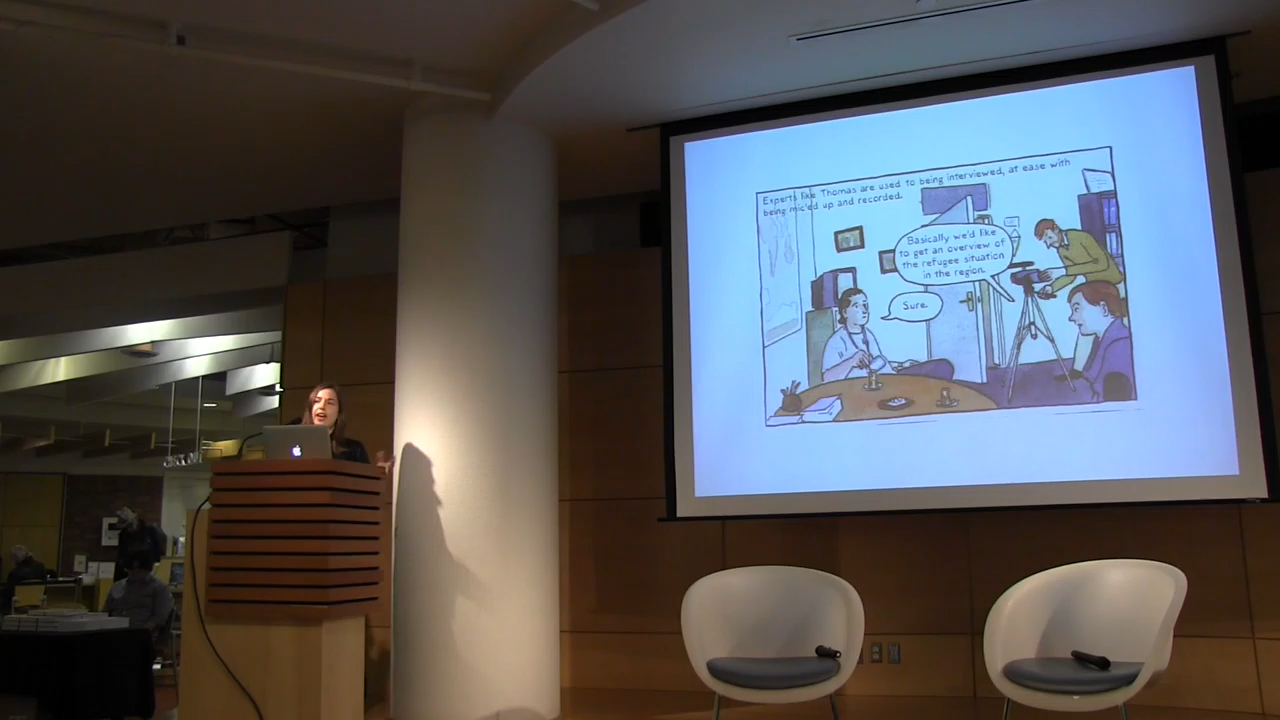 Experts like Thomas are used to being interviewed, at ease with
being mic'ed up and recorded.
Basically we'd like
to get an overview of
the refugee situation
in the region.
Sure.